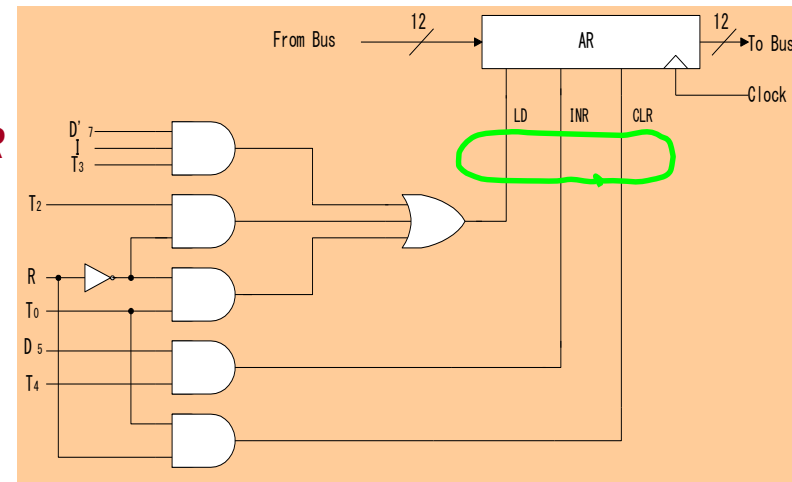 12
12
From Bus
AR
To Bus
Clock
LD
INR
CLR
R
D'7
I
T3
T2
R
T0
D5
T4